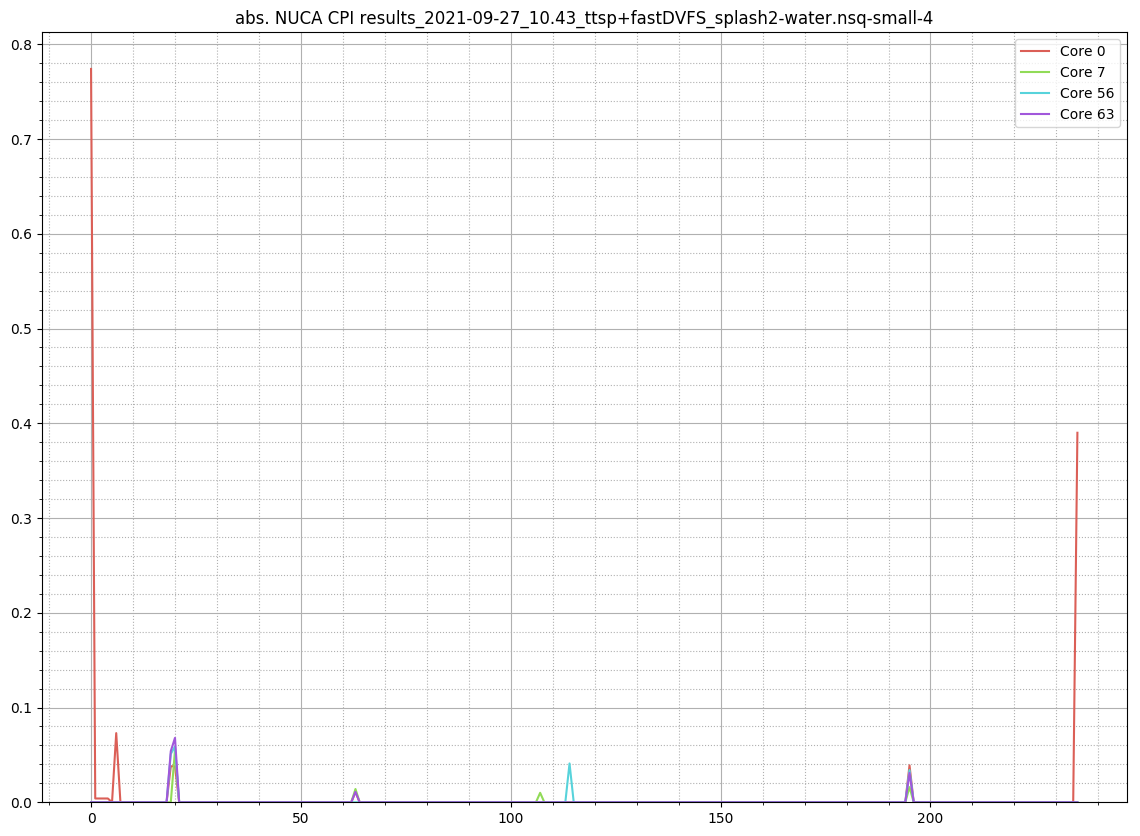 abs. NUCA CPI results_2021-09-27_10.43_ttsp+fastDVFS_splash2-water.nsq-small-4
Core 0
Core 7
Core 56
Core 63
0.8
0.7
0.6
0.5
0.4
0.3
0.2
0.1
0.0
0 50 100 150 200